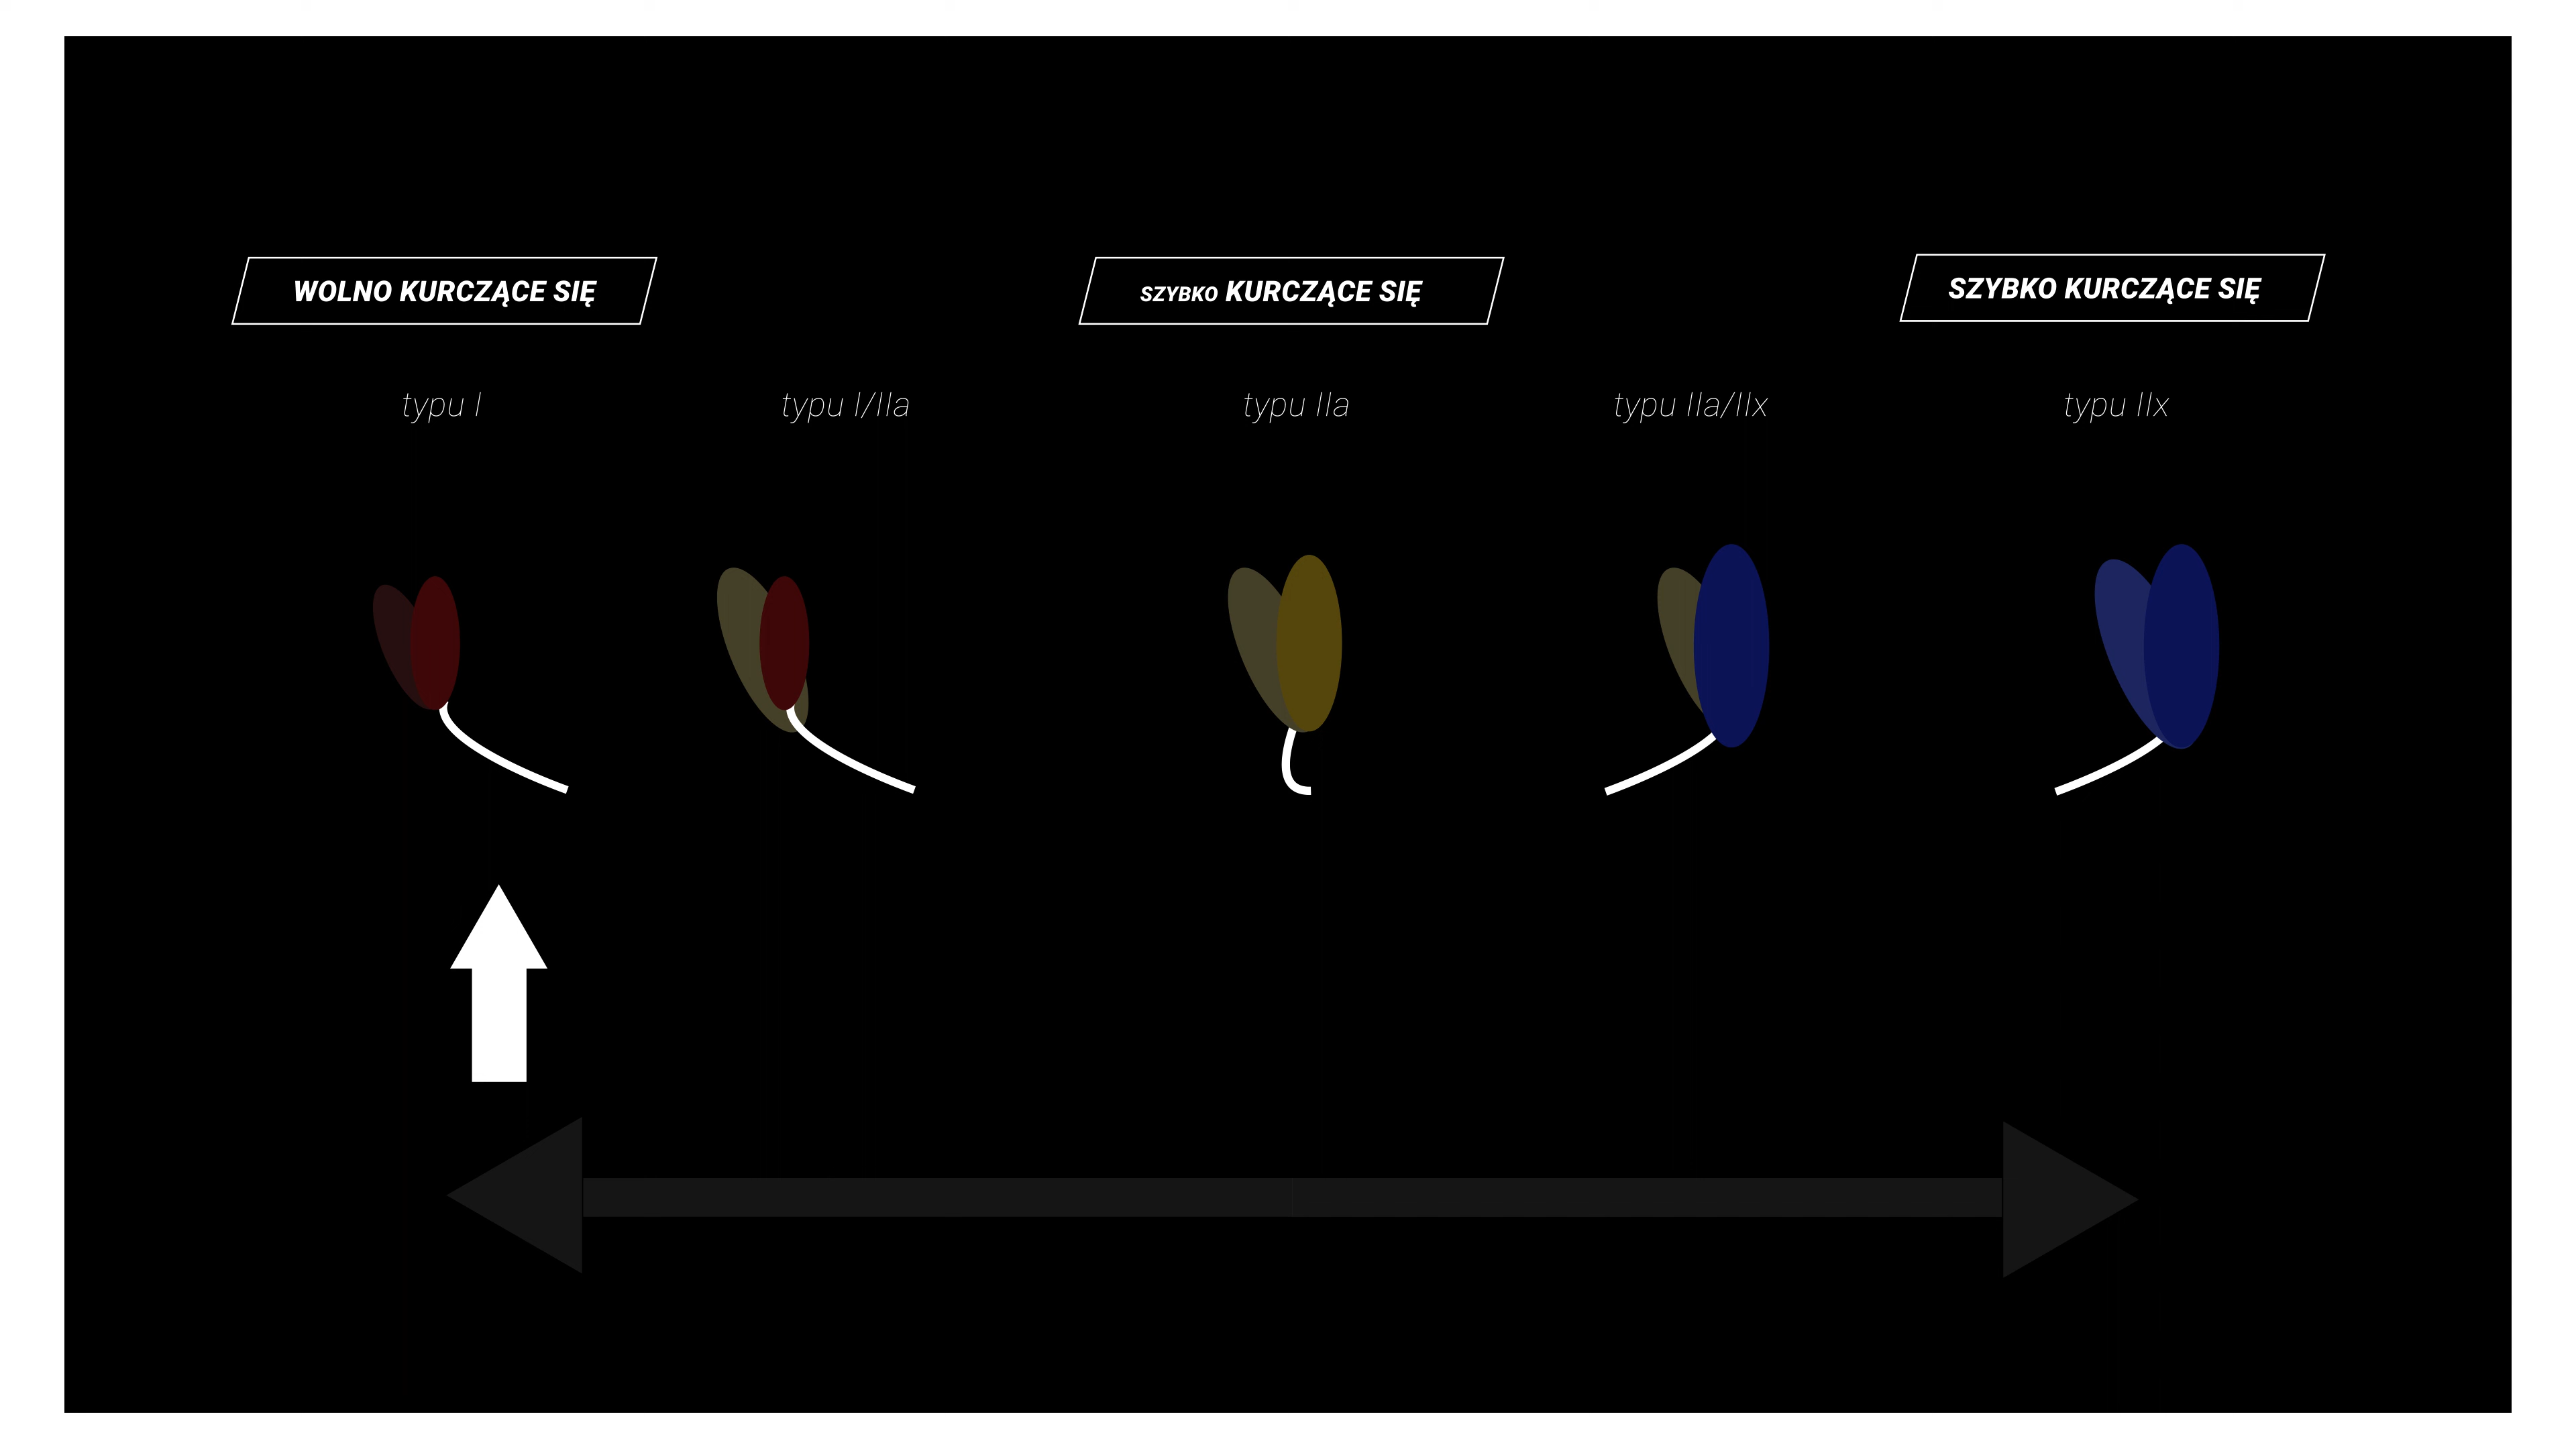 WOLNO KURCZĄCE SIĘ
SZYBKO KURCZĄCE SIĘ
SZYBKO KURCZĄCE SIĘ
typu I
typu I/IIa
typu IIa
typu IIa/IIx
typu IIx